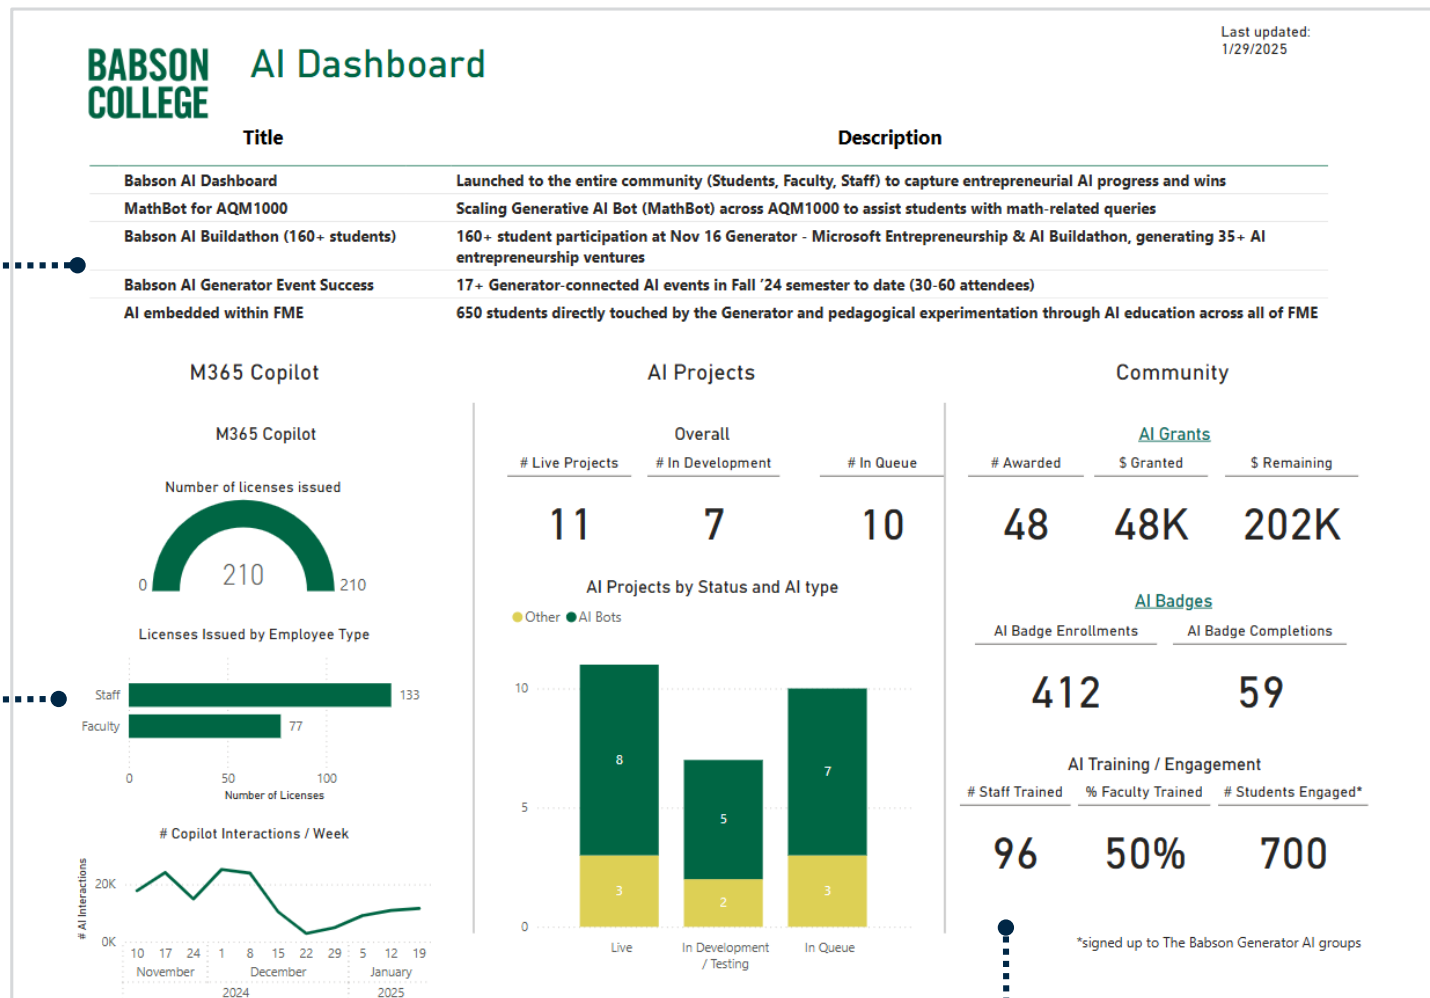 Last updated:
1/29/2025
BABSON
COLLEGE
AI Dashboard
Title Description
Babson AI Dashboard Launched to the entire community (Students, Faculty, Staff) to capture entrepreneurial AI progress and wins
MathBot for AQM1000 Scaling Generative AI Bot (MathBot) across AQM1000 to assist students with math-related queries
Babson AI Buildathon (160+ students) 160+ student participation at Nov 16 Generator - Microsoft Entrepreneurship & AI Buildathon, generating 35+ AI
entrepreneurship ventures
Babson AI Generator Event Success 17+ Generator-connected AI events in Fall '24 semester to date (30-60 attendees)
AI embedded within FME 650 students directly touched by the Generator and pedagogical experimentation through AI education across all of FME
M365 Copilot
M365 Copilot
Number of licenses issued
210
0 210
Licenses Issued by Employee Type
Staff 133
Faculty 77
0 50 100
Number of Licenses
# Copilot Interactions / Week
# AI Interactions
20K
0K
10 17 24 1 8 15 22 29 5 12 19
November December January
2024 2025
AI Projects
Overall
# Live Projects # In Development # In Queue
11 7 10
AI Projects by Status and AI type
Other AI Bots
10
5
0
8 5 7
3 2 3
Live In Development In Queue
/ Testing
Community
AI Grants
# Awarded $ Granted $ Remaining
48 48K 202K
AI Badges
AI Badge Enrollments AI Badge Completions
412 59
AI Training / Engagement
# Staff Trained % Faculty Trained # Students Engaged*
96 50% 700
*signed up to The Babson Generator AI groups